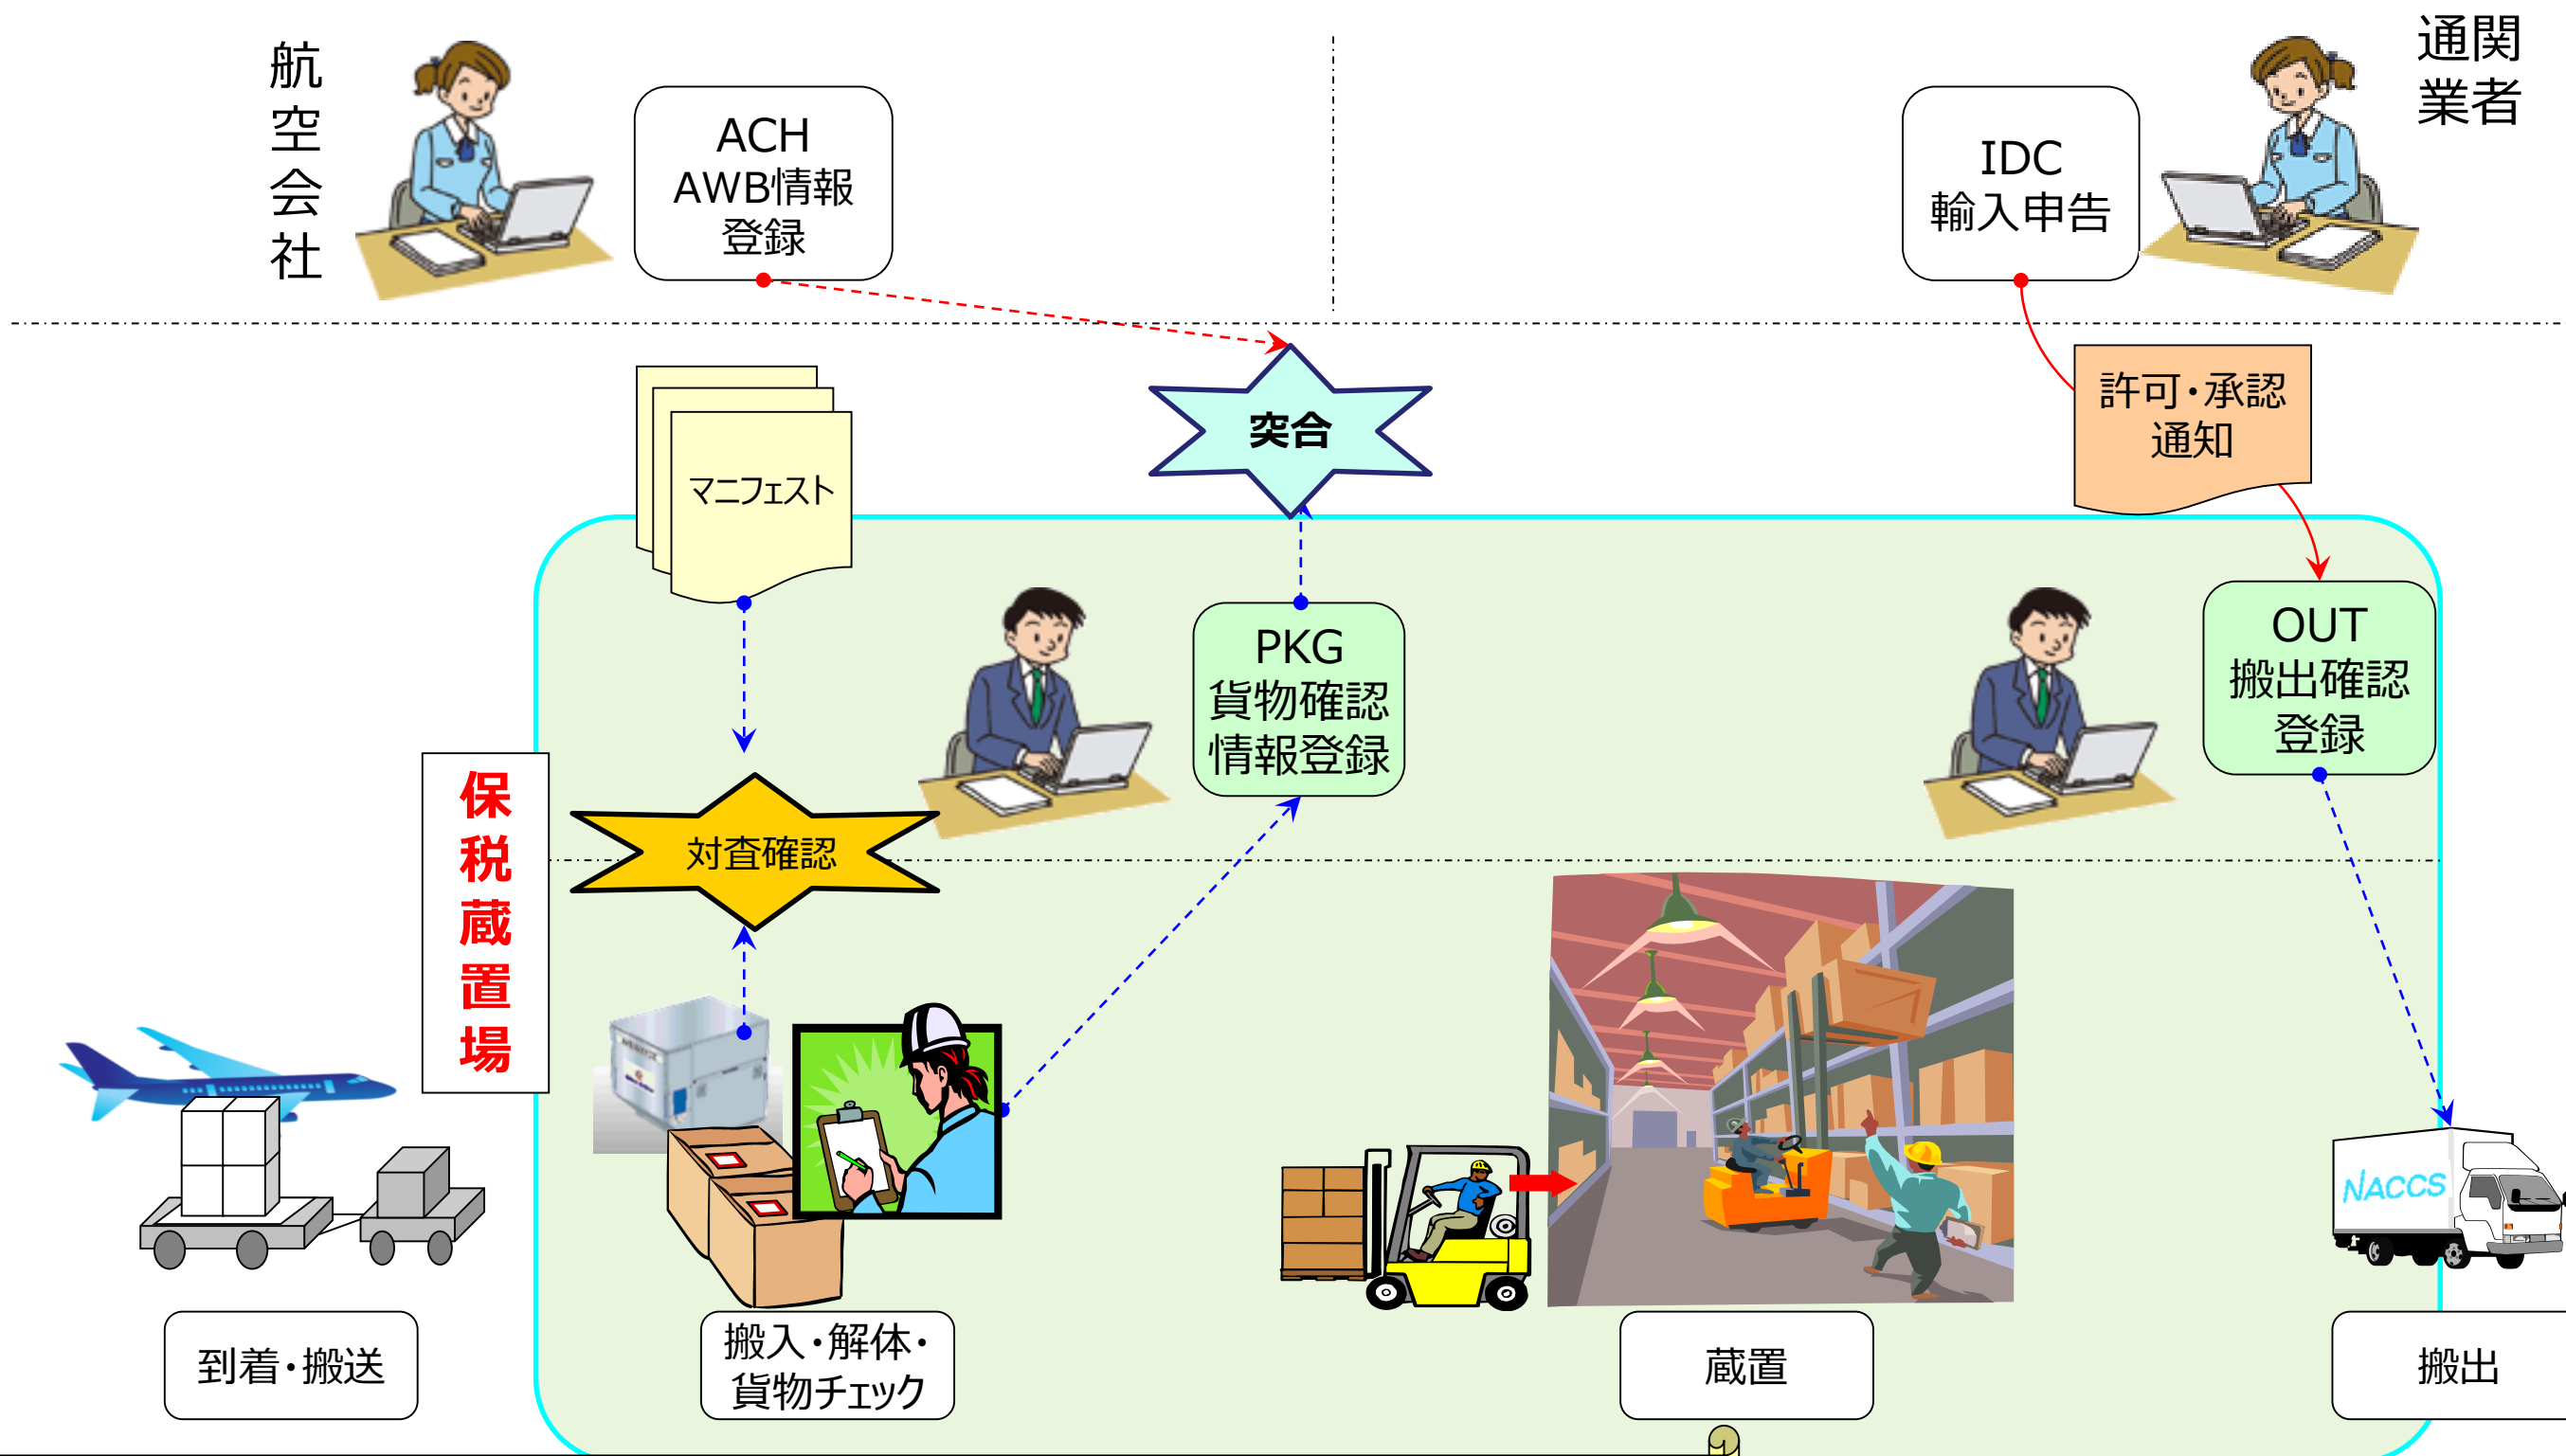 航空会社
ACH
AWB情報
登録
IDC
輸入申告
通関
業者
マニフェスト
突合
許可・承認
通知
PKG
貨物確認
情報登録
OUT
搬出確認
登録
保税蔵置場
対査確認
NACCS
到着・搬送
搬入・解体・
貨物チェック
蔵置
搬出